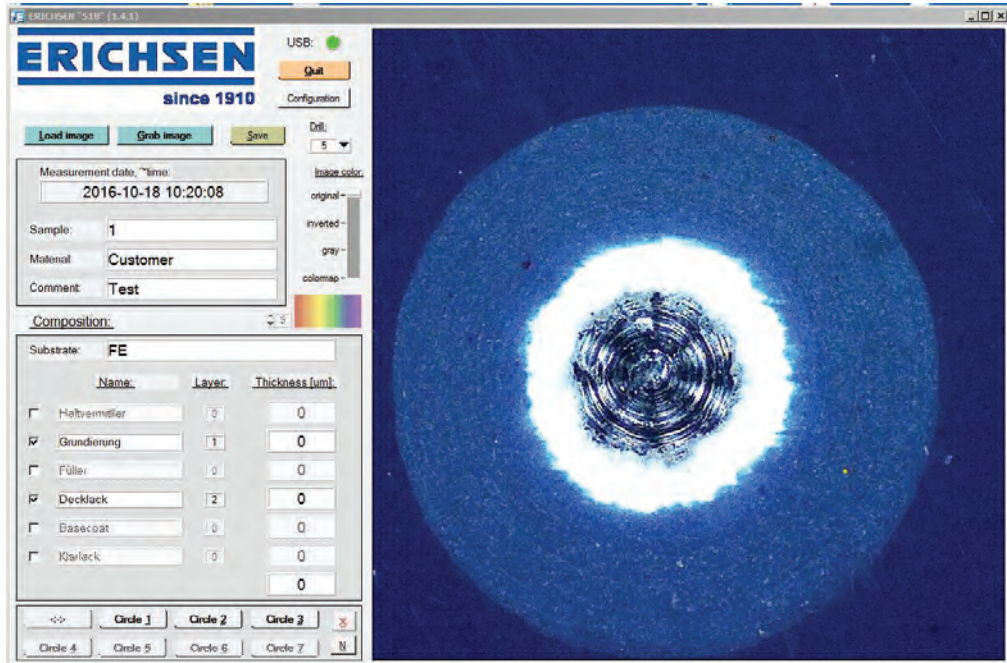 ERICHSEN "518" (1.4.1)
ERICHSEN
since 1910
USB:
Quit
Configuration
Load image
Grab image
Save
Drill:
5
Measurement date, ~time:
2016-10-18 10:20:08
Image color:
original
inverted
gray
colormap
Sample: 1
Material: Customer
Comment: Test
Composition:
5
Substrate: FE
Name: Layer: Thickness [um]:
Haftvermittler 0 0
Grundierung 1 0
Füller 0 0
Decklack 2 0
Basecoat 0 0
Klarlack 0 0
0
<-> Circle 1 Circle 2 Circle 3 X
Circle 4 Circle 5 Circle 6 Circle 7 N